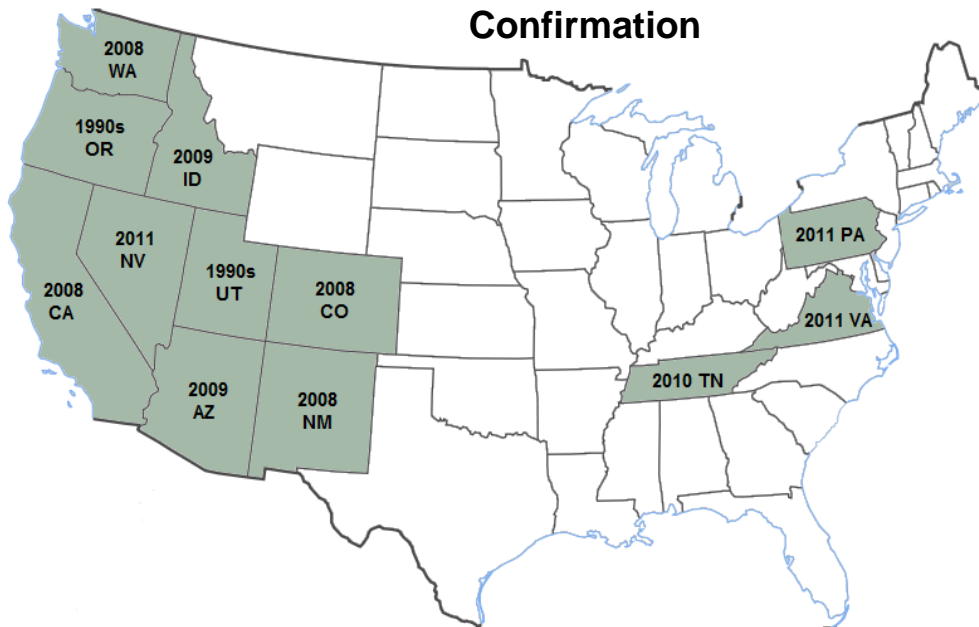 Confirmation
2008
WA
1990s
OR
2009
ID
2011
NV
1990s
UT
2008
CO
2008
CA
2009
AZ
2008
NM
2011 PA
2011 VA
2010 TN